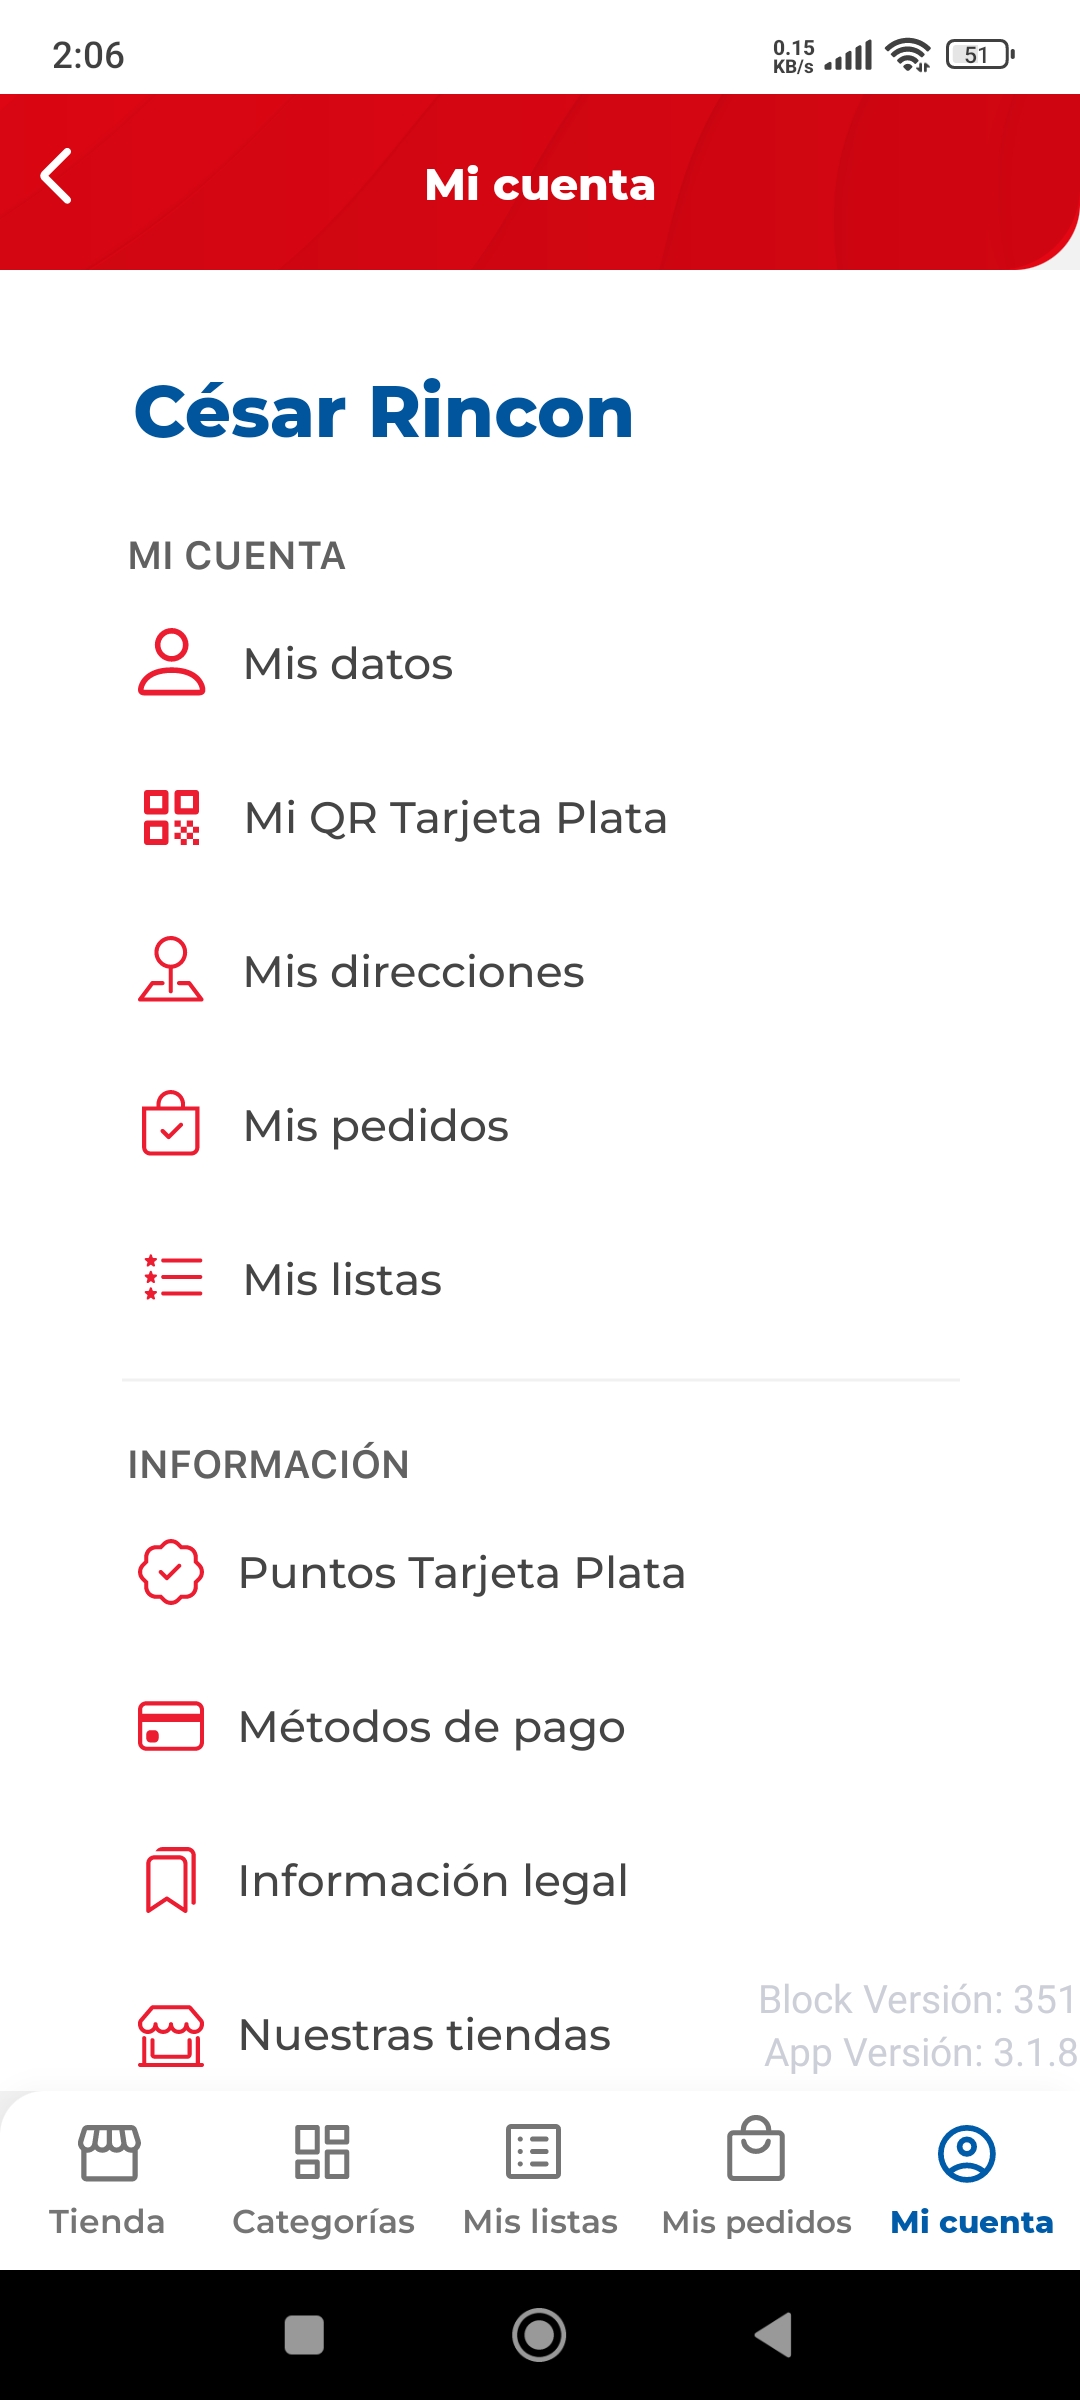 2:06
0.15
KB/s
51
Mi cuenta
César Rincon
MI CUENTA
Mis datos
Mi QR Tarjeta Plata
Mis direcciones
Mis pedidos
Mis listas
INFORMACIÓN
Puntos Tarjeta Plata
Métodos de pago
Información legal
Nuestras tiendas
Block Versión: 351
App Versión: 3.1.8
Tienda
Categorías
Mis listas
Mis pedidos
Mi cuenta